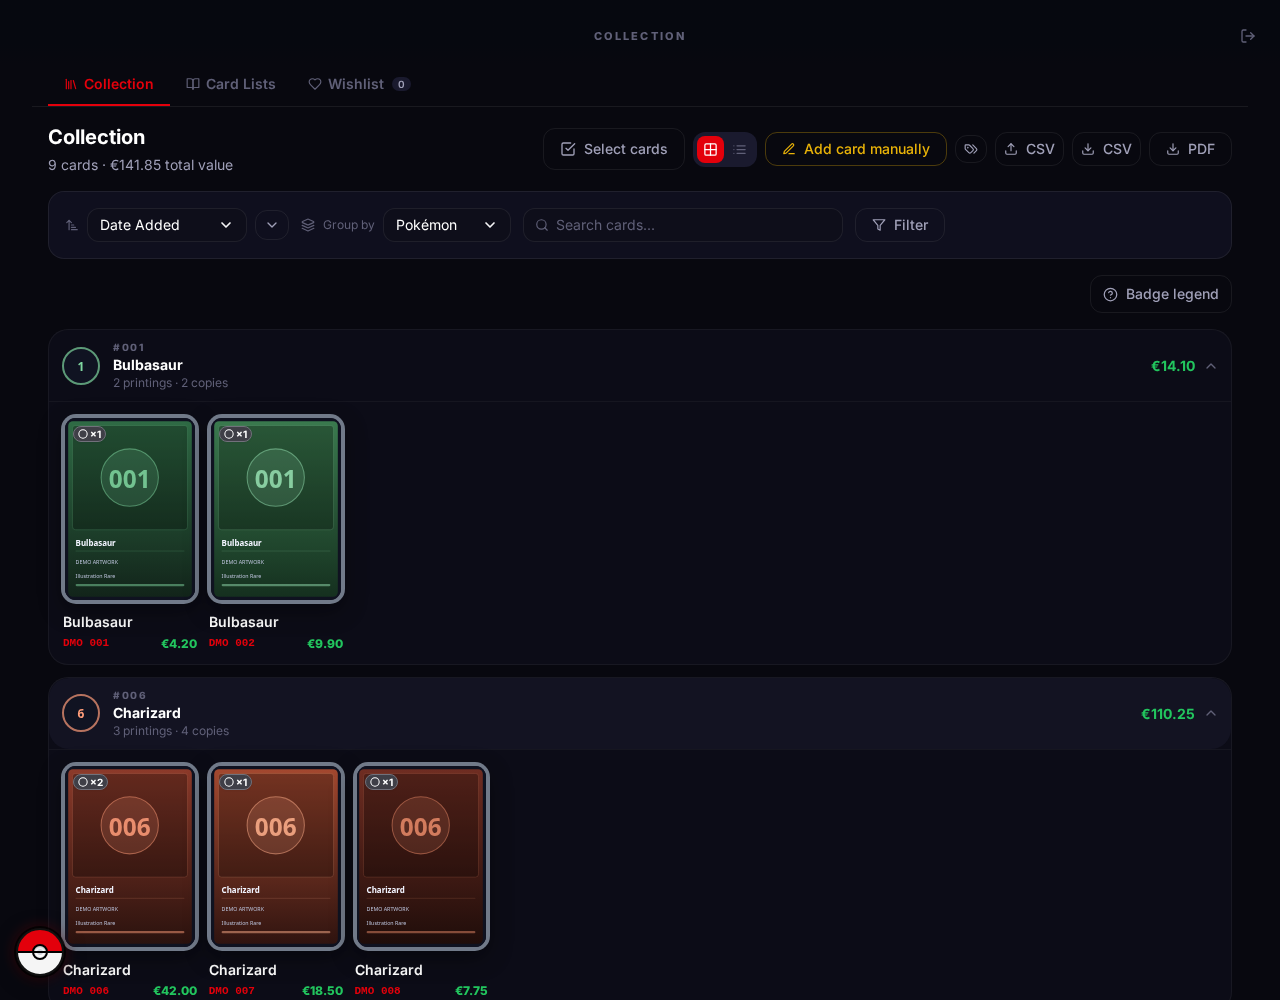 COLLECTION
Collection
Card Lists
Wishlist 0
Collection
9 cards · €141.85 total value
Select cards
Add card manually
CSV
CSV
PDF
Date Added
Group by
Pokémon
Search cards...
Filter
Badge legend
1
#001
Bulbasaur
2 printings · 2 copies
€14.10
×1
001
Bulbasaur
DEMO ARTWORK
Illustration Rare
Bulbasaur
DMO 001 €4.20
×1
001
Bulbasaur
DEMO ARTWORK
Illustration Rare
Bulbasaur
DMO 002 €9.90
6
#006
Charizard
3 printings · 4 copies
€110.25
×2
006
Charizard
DEMO ARTWORK
Illustration Rare
Charizard
DMO 006 €42.00
×1
006
Charizard
DEMO ARTWORK
Illustration Rare
Charizard
DMO 007 €18.50
×1
006
Charizard
DEMO ARTWORK
Illustration Rare
Charizard
DMO 008 €7.75